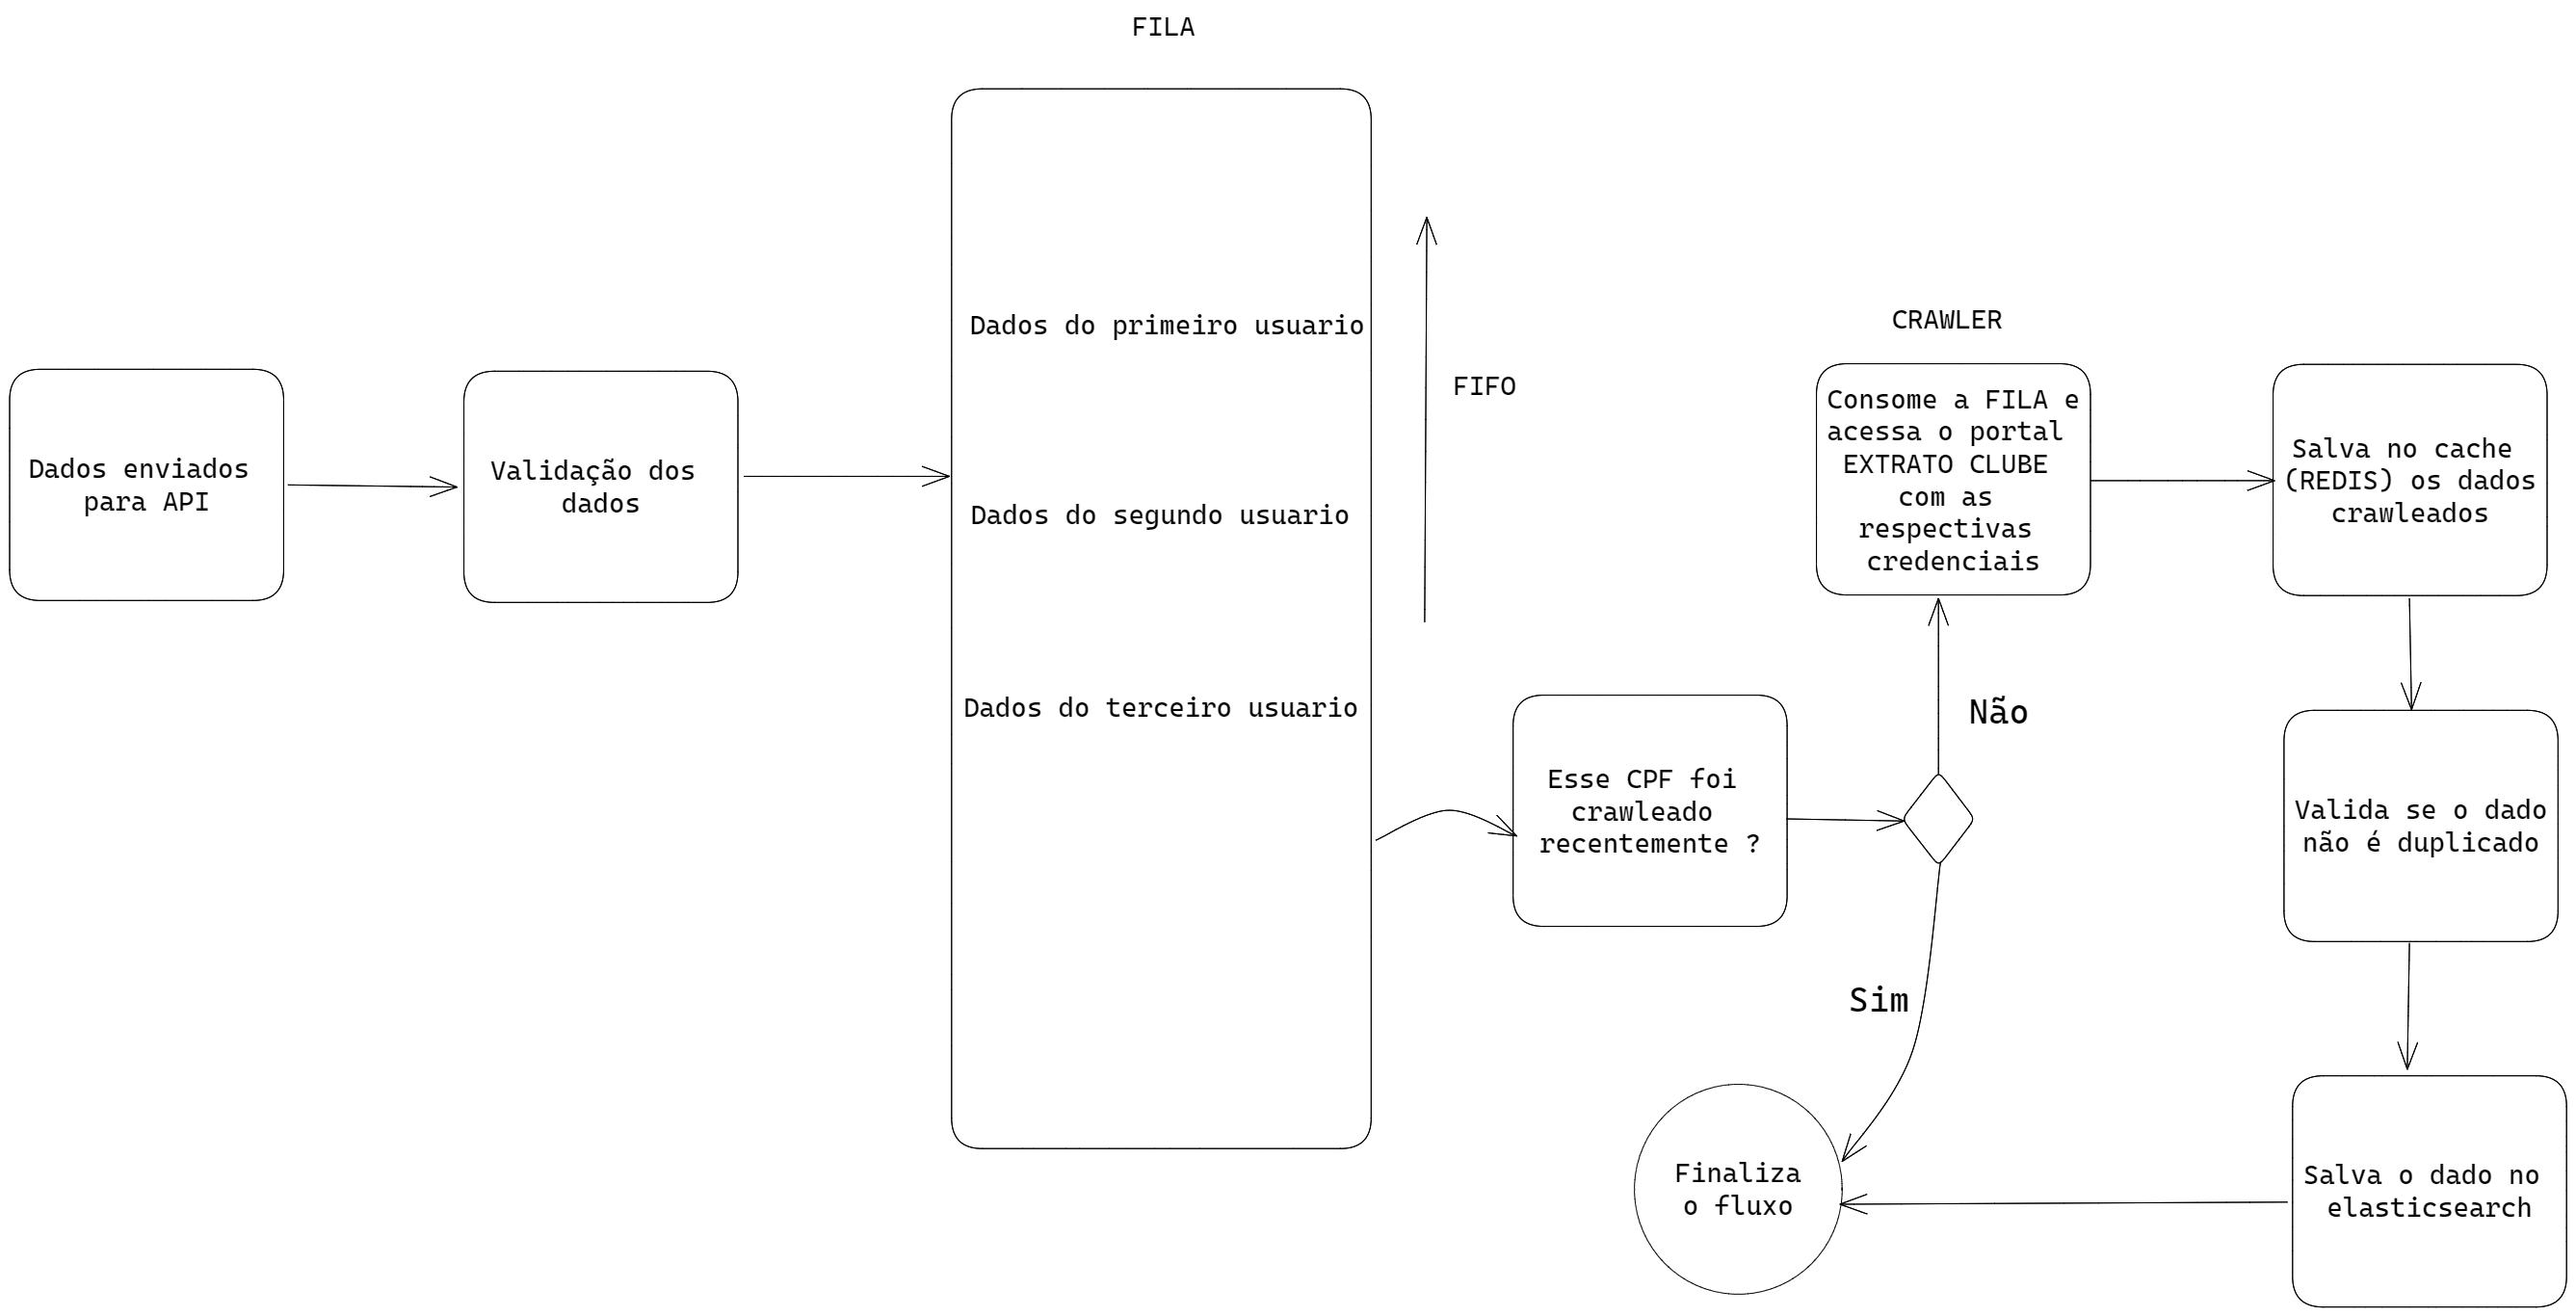 FILA
Dados enviados
para API
Validação dos
dados
Dados do primeiro usuario
Dados do segundo usuario
Dados do terceiro usuario
FIFO
Esse CPF foi
crawleado
recentemente ?
Não
Sim
CRAWLER
Consome a FILA e
acessa o portal
EXTRATO CLUBE
com as
respectivas
credenciais
Salva no cache
(REDIS) os dados
crawleados
Valida se o dado
não é duplicado
Salva o dado no
elasticsearch
Finaliza
o fluxo